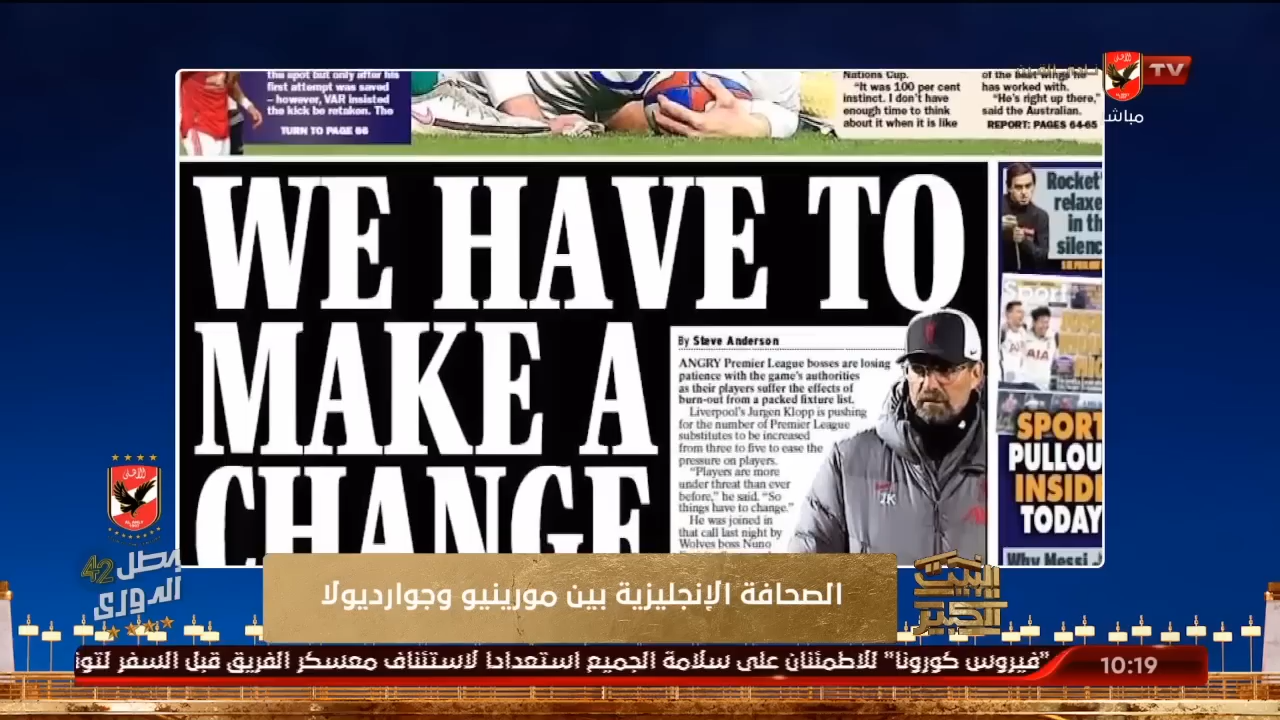 the spot but only after his
first attempt was saved
– however, VAR insisted
the kick be retaken. The
TURN TO PAGE 66
Nations Cup.
"It was 100 per cent
instinct. I don't have
enough time to think
about it when it is like
of the best wings he
has worked with.
"He's right up there,"
said the Australian.
REPORT: PAGES 64-65
TV
مباشر
WE HAVE TO
MAKE A
CHANGE
By Steve Anderson
ANGRY Premier League bosses are losing
patience with the game's authorities
as their players suffer the effects of
burn-out from a packed fixture list.
Liverpool's Jurgen Klopp is pushing
for the number of Premier League
substitutes to be increased
from three to five to ease the
pressure on players.
"Players are more
under threat than ever
before," he said. "So
things have to change."
He was joined in
that call last night by
Wolves boss Nuno
JK
Rocket'
relaxe
in th
silenc
Sport
AIA
SPORT
PULLOU
INSID
TODAY
Why Messi
بطل 42
الدورى
الصحافة الإنجليزية بين مورينيو وجوارديولا
البيت
الكبير
"فيروس كورونا" للاطمئنان على سلامة الجميع استعدادا لاستئناف معسكر الفريق قبل السفر لتو
10:19